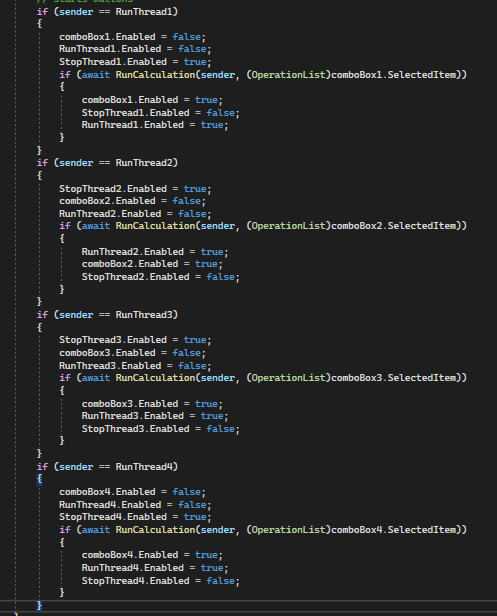 // Starts Buttons
if (sender == RunThread1)
{
comboBox1.Enabled = false;
RunThread1.Enabled = false;
StopThread1.Enabled = true;
if (await RunCalculation(sender, (OperationList)comboBox1.SelectedItem))
{
comboBox1.Enabled = true;
StopThread1.Enabled = false;
RunThread1.Enabled = true;
}
}
if (sender == RunThread2)
{
StopThread2.Enabled = true;
comboBox2.Enabled = false;
RunThread2.Enabled = false;
if (await RunCalculation(sender, (OperationList)comboBox2.SelectedItem))
{
RunThread2.Enabled = true;
comboBox2.Enabled = true;
StopThread2.Enabled = false;
}
}
if (sender == RunThread3)
{
StopThread3.Enabled = true;
comboBox3.Enabled = false;
RunThread3.Enabled = false;
if (await RunCalculation(sender, (OperationList)comboBox3.SelectedItem))
{
comboBox3.Enabled = true;
RunThread3.Enabled = true;
StopThread3.Enabled = false;
}
}
if (sender == RunThread4)
{
comboBox4.Enabled = false;
RunThread4.Enabled = false;
StopThread4.Enabled = true;
if (await RunCalculation(sender, (OperationList)comboBox4.SelectedItem))
{
comboBox4.Enabled = true;
RunThread4.Enabled = true;
StopThread4.Enabled = false;
}
}